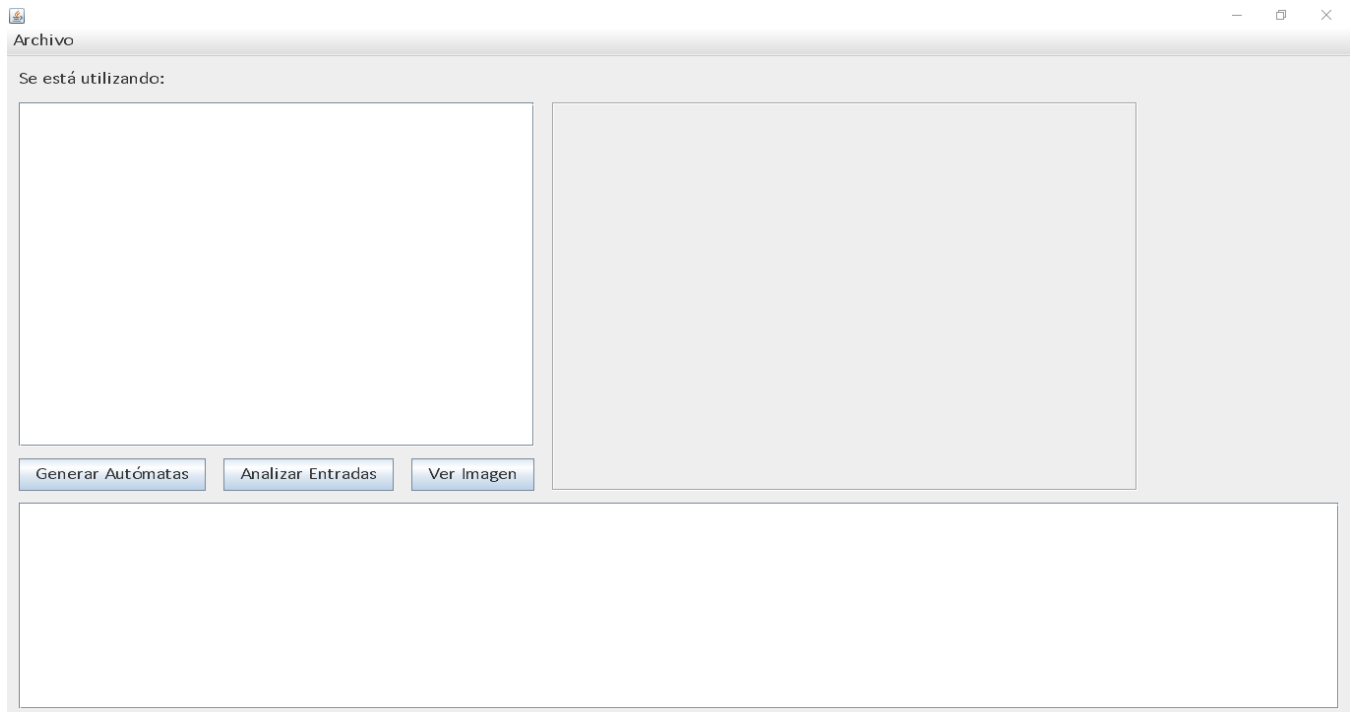 Archivo
Se está utilizando:
Generar Autómatas Analizar Entradas Ver Imagen